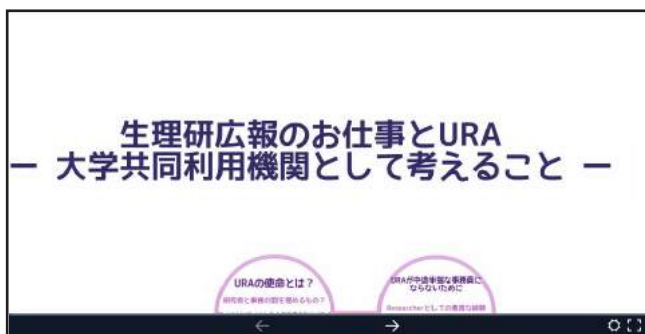 生理研広報のお仕事とURA
ー 大学共同利用機関として考えること ー
URAの使命とは?
研究者と事務の間を埋めるもの?
URAが中途半端な事務員に
ならないために
Researcherとしての豊富な経験